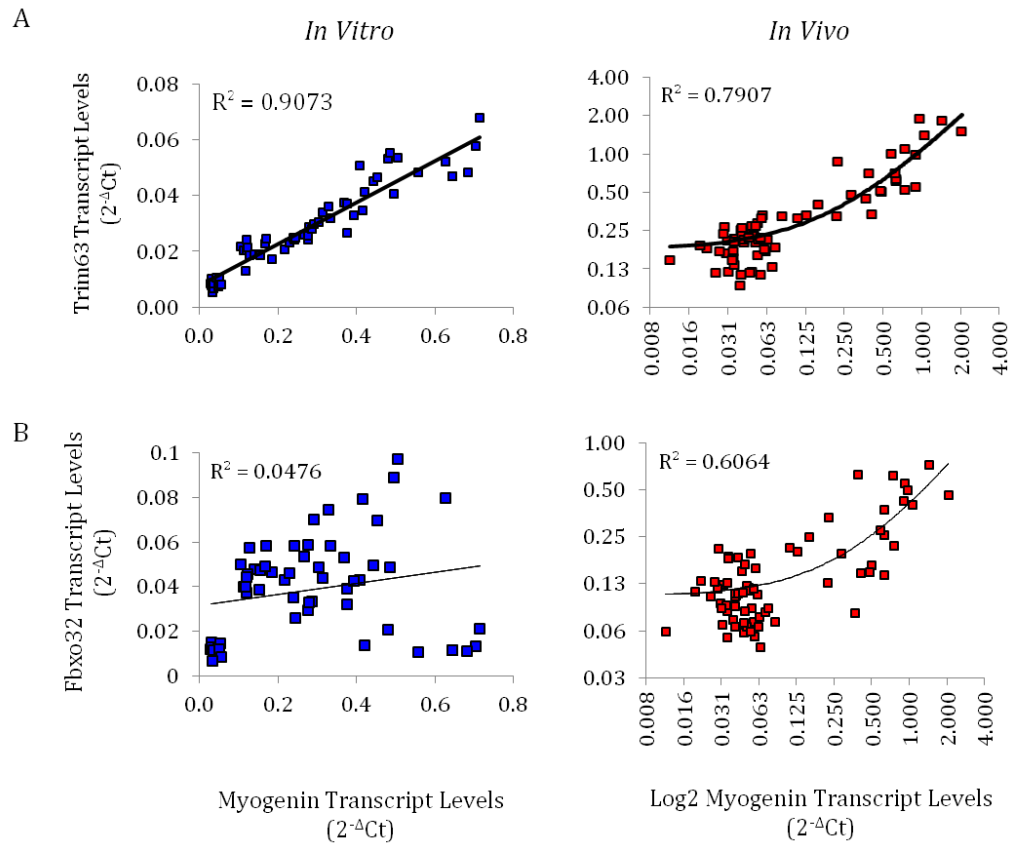 A
In Vitro
In Vivo
Trim63 Transcript Levels
(2-ΔCt)
R2 = 0.9073
0.08
0.06
0.04
0.02
0.00
0.0 0.2 0.4 0.6 0.8
R2 = 0.7907
4.00
2.00
1.00
0.50
0.25
0.13
0.06
0.008 0.016 0.031 0.063 0.125 0.250 0.500 1.000 2.000 4.000
B
Fbxo32 Transcript Levels
(2-ΔCt)
R2 = 0.0476
0.1
0.08
0.06
0.04
0.02
0
0.0 0.2 0.4 0.6 0.8
R2 = 0.6064
1.00
0.50
0.25
0.13
0.06
0.03
0.008 0.016 0.031 0.063 0.125 0.250 0.500 1.000 2.000 4.000
Myogenin Transcript Levels
(2-ΔCt)
Log2 Myogenin Transcript Levels
(2-ΔCt)